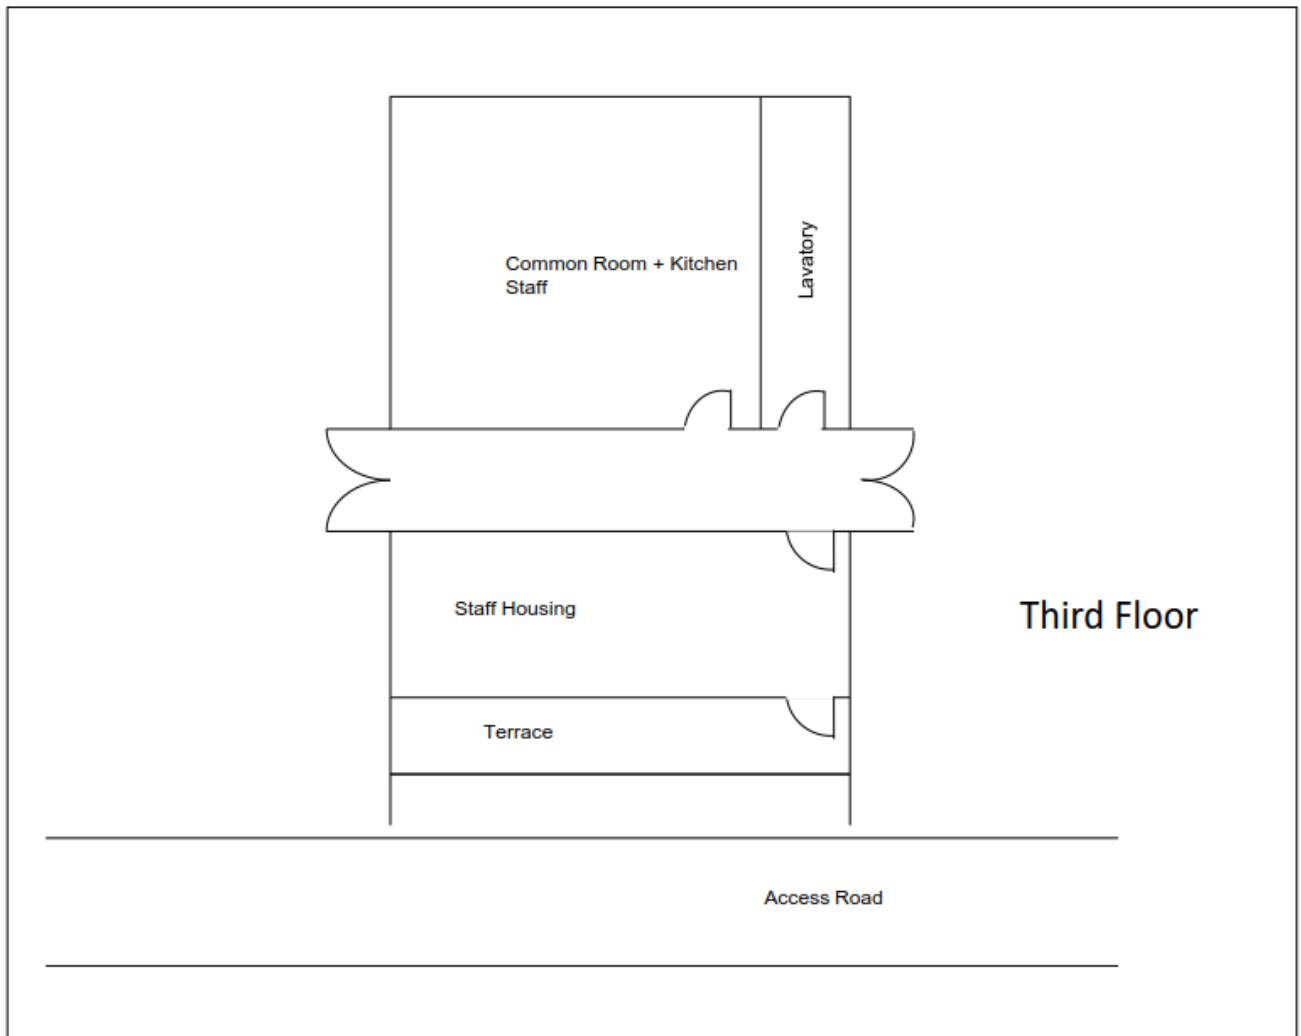 Common Room + Kitchen
Staff
Lavatory
Staff Housing
Third Floor
Terrace
Access Road